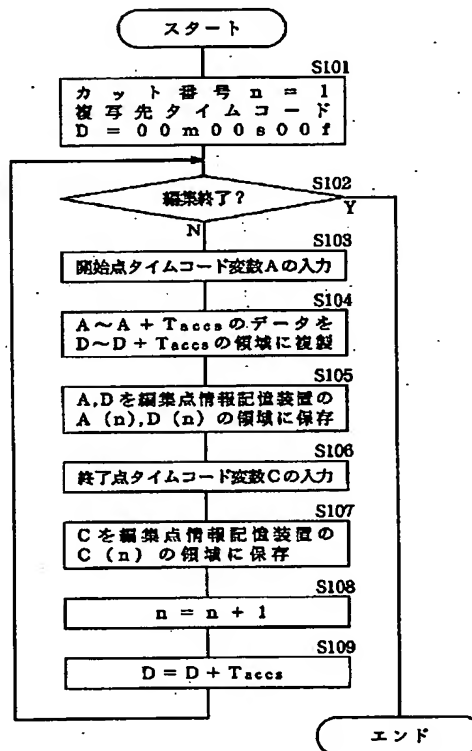 スタート
S101
カット番号n=1
複写先タイムコード
D=00m00s00f
S102
編集終了?
Y
N
S103
開始点タイムコード変数Aの入力
S104
A~A+Taccsのデータを
D~D+Taccsの領域に複製
S105
A,Dを編集点情報記憶装置の
A(n),D(n)の領域に保存
S106
終了点タイムコード変数Cの入力
S107
Cを編集点情報記憶装置の
C(n)の領域に保存
S108
n=n+1
S109
D=D+Taccs
エンド